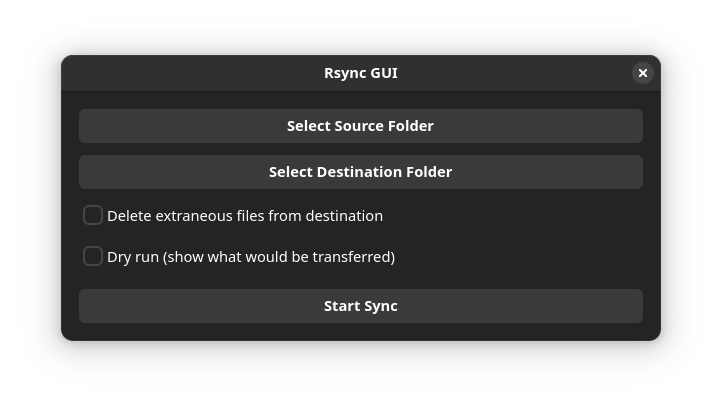 Rsync GUI
Select Source Folder
Select Destination Folder
Delete extraneous files from destination
Dry run (show what would be transferred)
Start Sync